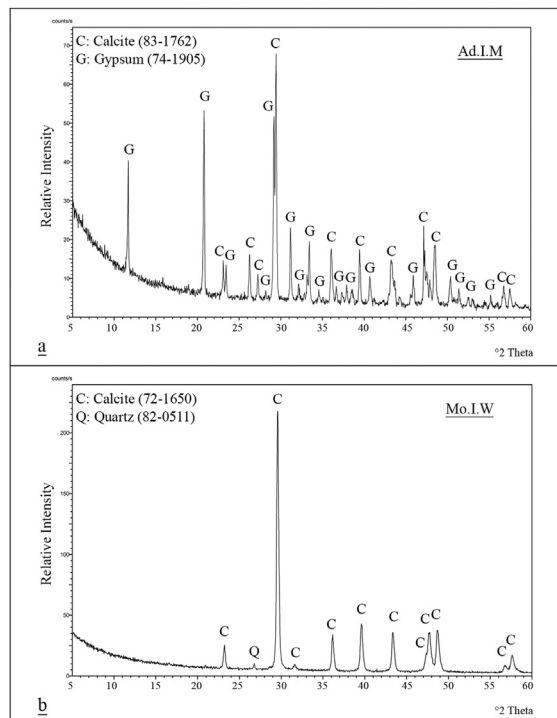 counts/s
C: Calcite (83-1762)
G: Gypsum (74-1905)
Ad.I.M
Relative Intensity
70
60
50
40
30
20
10
0
G
G
C
G
C
G
C
C
G
G
G
G
C
G
G
C
G
C
G
C
C
G
G
G
G
C
C
5 10 15 20 25 30 35 40 45 50 55 60
°2 Theta
a
counts/s
C: Calcite (72-1650)
Q: Quartz (82-0511)
Mo.I.W
Relative Intensity
200
150
100
50
0
C
Q
C
C
C
C
C
C
C
C
C
C
5 10 15 20 25 30 35 40 45 50 55 60
°2 Theta
b